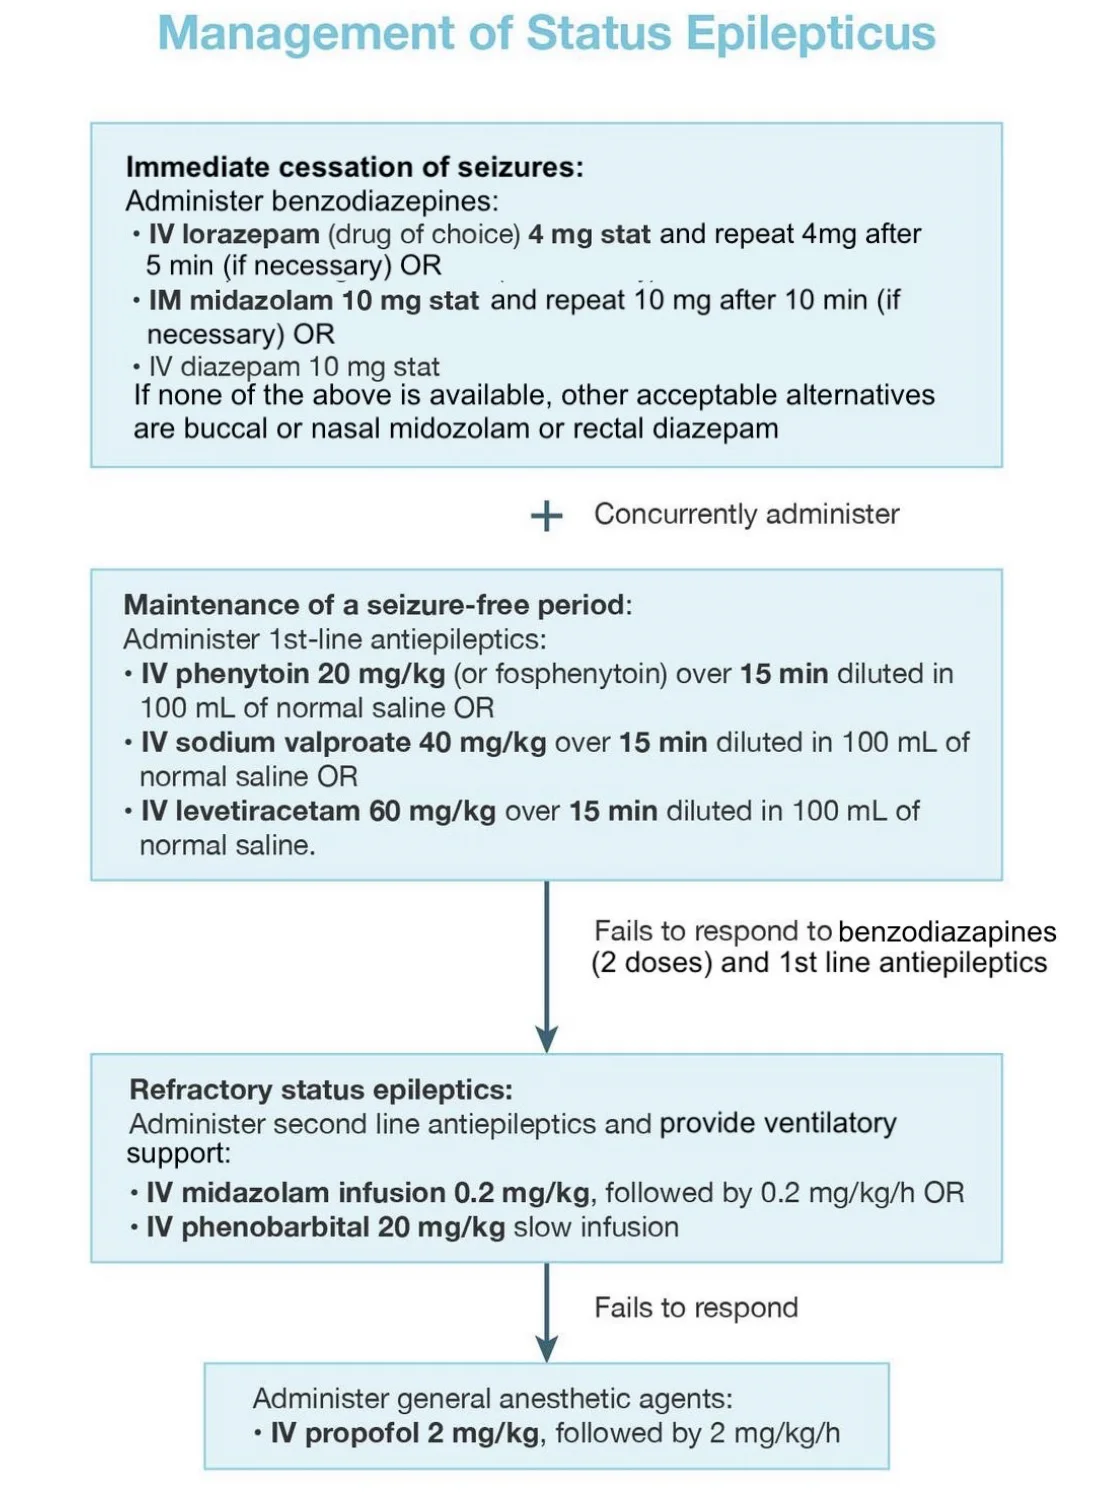 Management of Status Epilepticus
Immediate cessation of seizures:
Administer benzodiazepines:
• IV lorazepam (drug of choice) 4 mg stat and repeat 4mg after
5 min (if necessary) OR
• IM midazolam 10 mg stat and repeat 10 mg after 10 min (if
necessary) OR
• IV diazepam 10 mg stat
If none of the above is available, other acceptable alternatives
are buccal or nasal midozolam or rectal diazepam
+ Concurrently administer
Maintenance of a seizure-free period:
Administer 1st-line antiepileptics:
• IV phenytoin 20 mg/kg (or fosphenytoin) over 15 min diluted in
100 mL of normal saline OR
• IV sodium valproate 40 mg/kg over 15 min diluted in 100 mL of
normal saline OR
• IV levetiracetam 60 mg/kg over 15 min diluted in 100 mL of
normal saline.
Fails to respond to benzodiazapines
(2 doses) and 1st line antiepileptics
Refractory status epileptics:
Administer second line antiepileptics and provide ventilatory
support:
• IV midazolam infusion 0.2 mg/kg, followed by 0.2 mg/kg/h OR
• IV phenobarbital 20 mg/kg slow infusion
Fails to respond
Administer general anesthetic agents:
• IV propofol 2 mg/kg, followed by 2 mg/kg/h